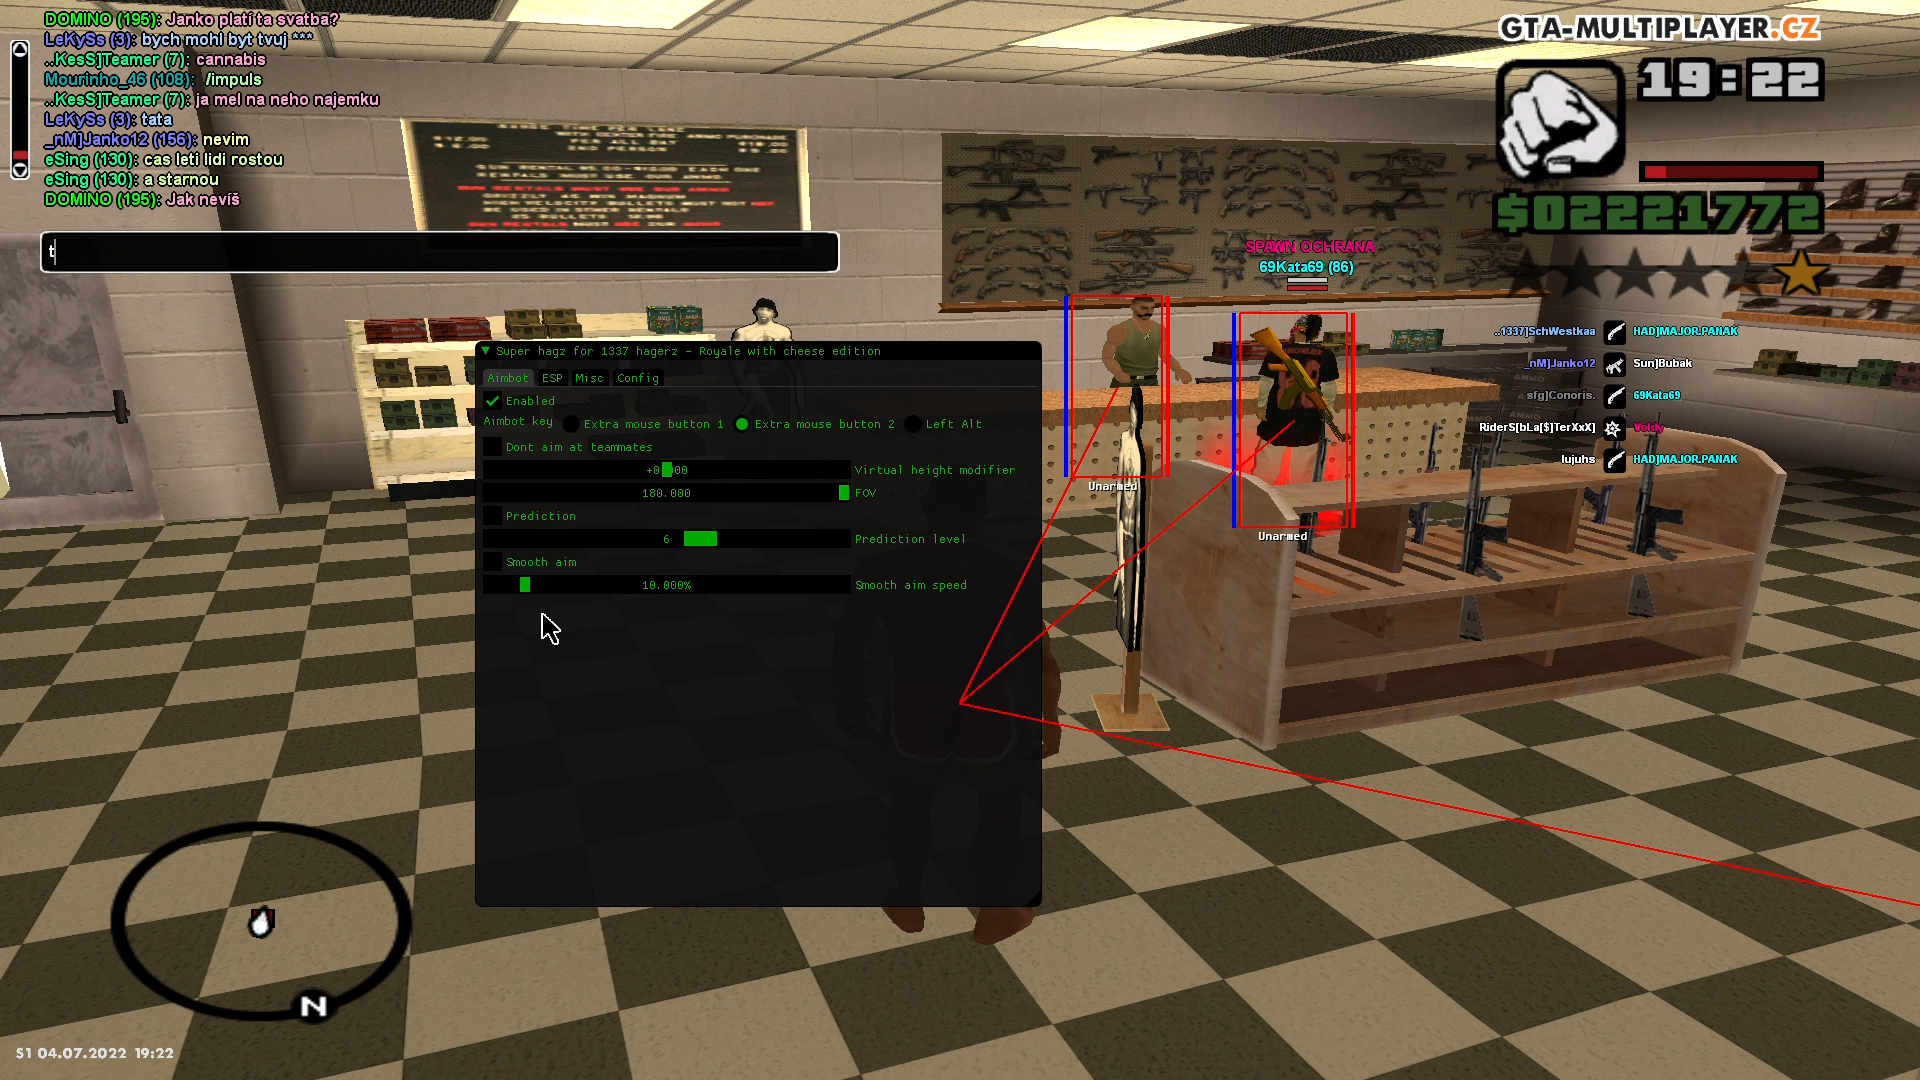 DOMINO (195): Janko platí ta svatba?
LeKySs (3): bych mohl byt tvuj ***
..KesS]Teamer (7): cannabis
Mourinho_46 (108): /impuls
..KesS]Teamer (7): ja mel na neho najemku
LeKySs (3): tata
_nM]Janko12 (156): nevim
eSing (130): cas leti lidi rostou
eSing (130): a starnou
DOMINO (195): Jak nevíš
t
GTA-MULTIPLAYER.CZ
19:22
$02221772
SPAWN OCHRANA
69Kata69 (86)
..1337]SchWestkaa HAD]MAJOR.PANAK
_nM]Janko12 Sun]Bubak
sfg]Conoris. 69Kata69
RiderS[bLa[$]TerXxX] Voldy
lujuhs HAD]MAJOR.PANAK
Super hagz for 1337 hagerz - Royale with cheese edition
Aimbot ESP Misc Config
Enabled
Aimbot key Extra mouse button 1 Extra mouse button 2 Left Alt
Dont aim at teammates
Virtual height modifier
180.000 FOV
Prediction
6 Prediction level
Smooth aim
10.000% Smooth aim speed
Unarmed
Unarmed
N
S1 04.07.2022 19:22